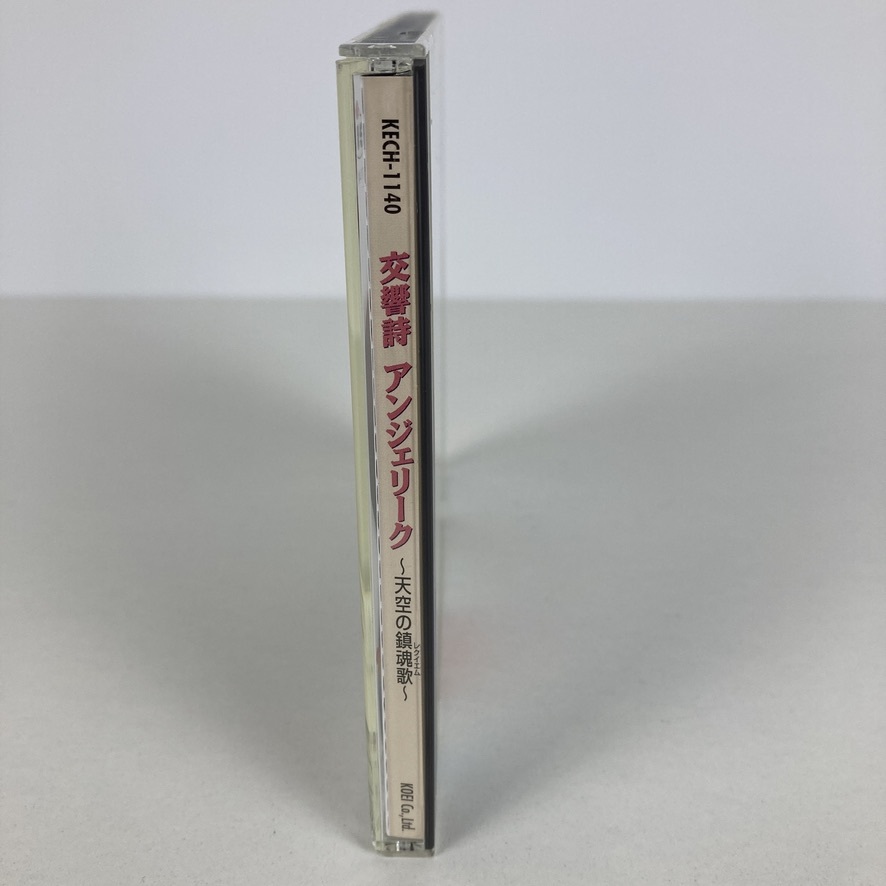 KECH-1140
交響詩 アンジェリーク
～天空の鎮魂歌～
レクイエム
KOEI Co.,Ltd.